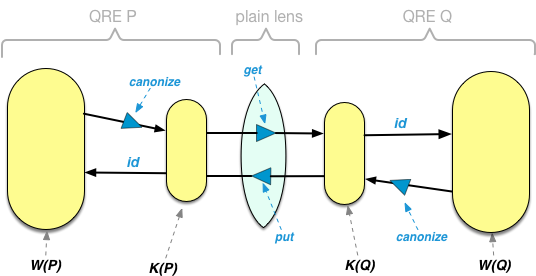 QRE P
plain lens
QRE Q
canonize
get
id
id
put
canonize
W(P)
K(P)
K(Q)
W(Q)